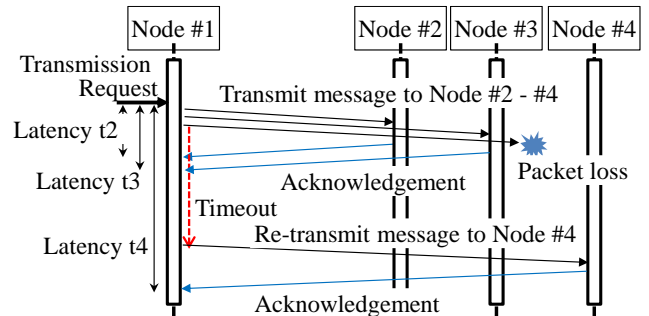 Node #1
Node #2
Node #3
Node #4
Transmission
Request
Transmit message to Node #2 - #4
Latency t2
Packet loss
Latency t3
Acknowledgement
Timeout
Re-transmit message to Node #4
Latency t4
Acknowledgement